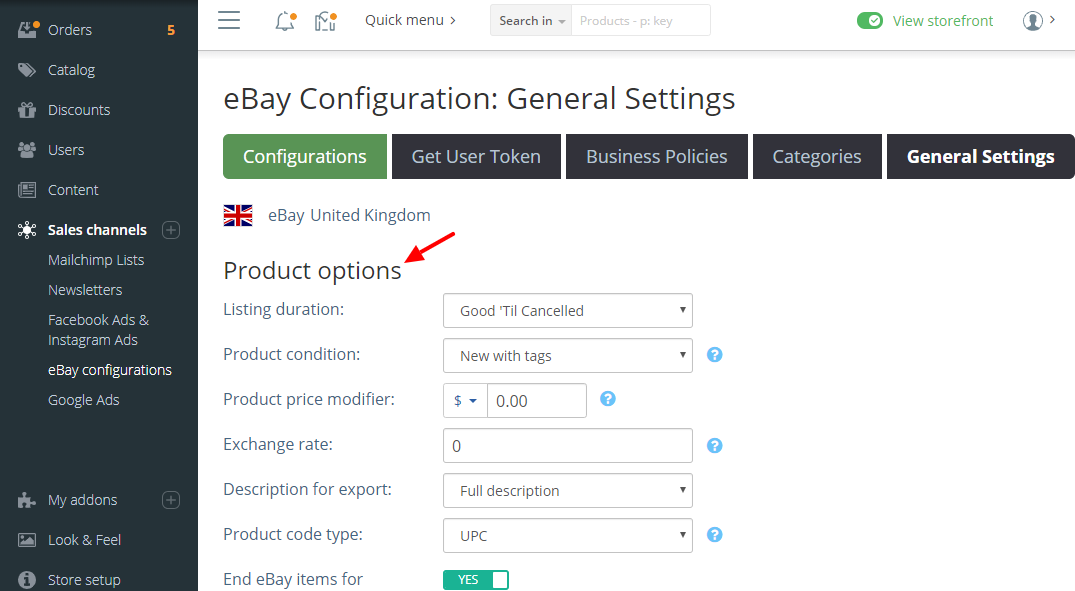 Orders 5
Catalog
Discounts
Users
Content
Sales channels
Mailchimp Lists
Newsletters
Facebook Ads &
Instagram Ads
eBay configurations
Google Ads
My addons
Look & Feel
Store setup
Quick menu
Search in Products - p: key
View storefront
eBay Configuration: General Settings
Configurations Get User Token Business Policies Categories General Settings
eBay United Kingdom
Product options
Listing duration: Good 'Til Cancelled
Product condition: New with tags ?
Product price modifier: $ 0.00 ?
Exchange rate: 0 ?
Description for export: Full description
Product code type: UPC ?
End eBay items for YES